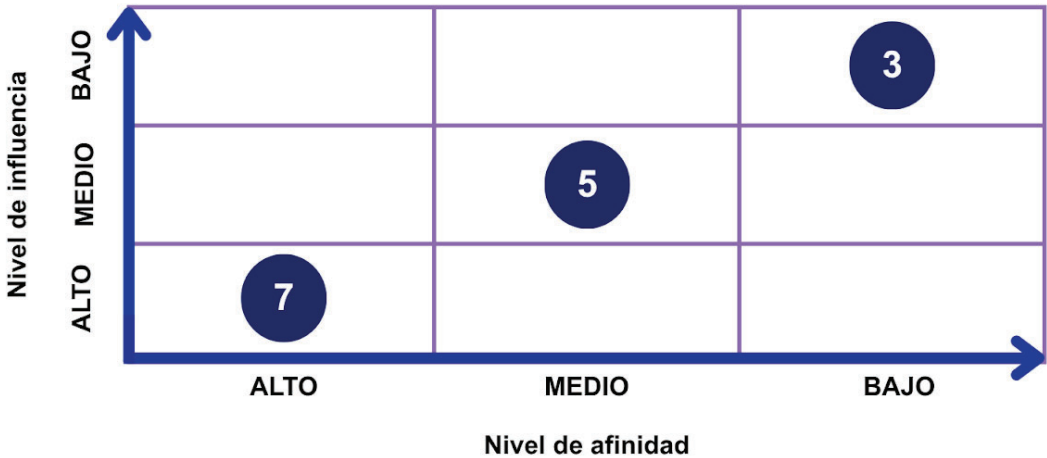 Nivel de influencia
BAJO
MEDIO
ALTO
3
5
7
ALTO MEDIO BAJO
Nivel de afinidad